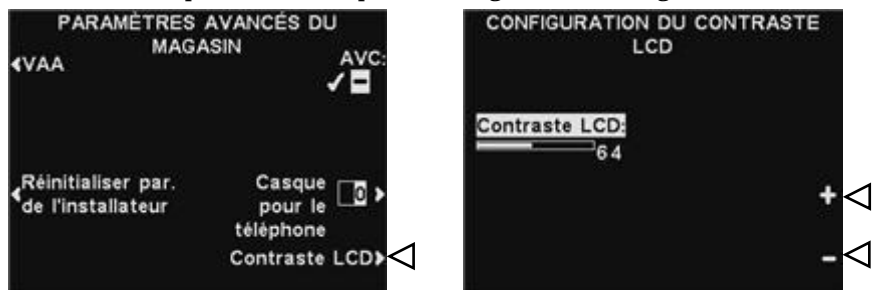 PARAMÈTRES AVANCÉS DU
MAGASIN
VAA
AVC:
Réinitialiser par.
de l'installateur
Casque
pour le
téléphone
0
Contraste LCD
CONFIGURATION DU CONTRASTE
LCD
Contraste LCD:
64
+
-